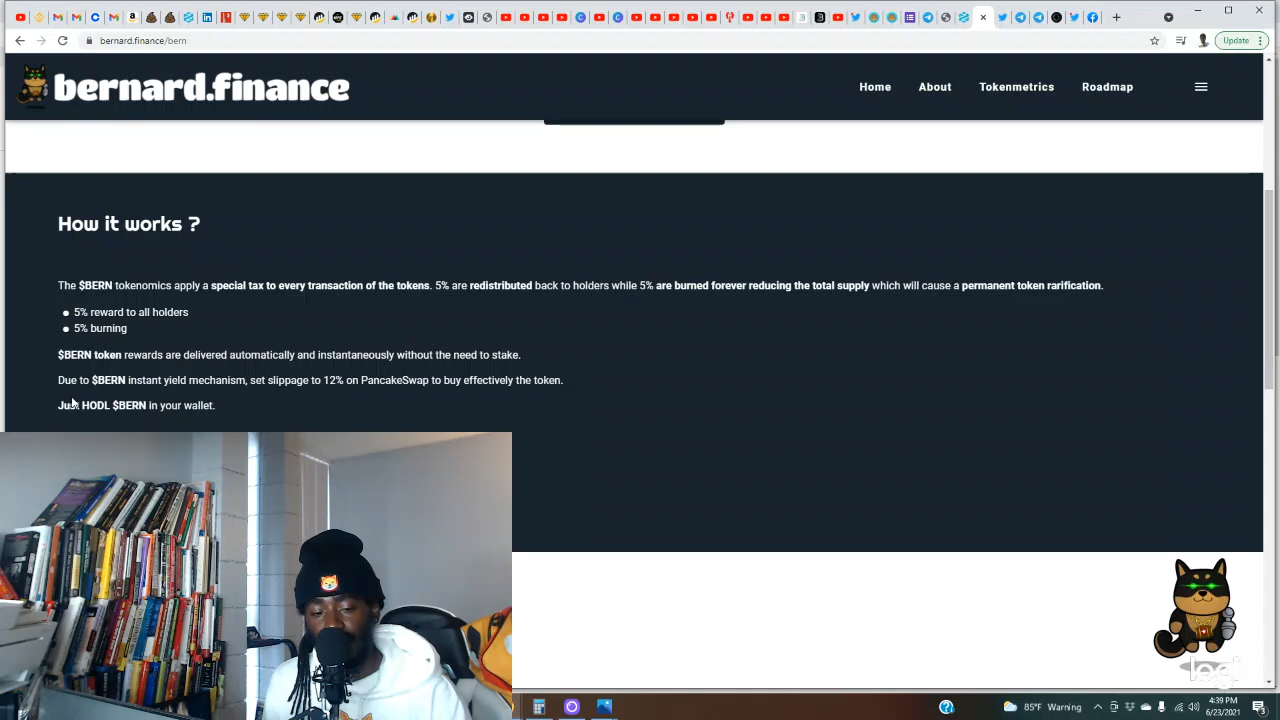 bernard.finance/bern
Update
bernard.finance
Home
About
Tokenmetrics
Roadmap
How it works ?
The $BERN tokenomics apply a special tax to every transaction of the tokens. 5% are redistributed back to holders while 5% are burned forever reducing the total supply which will cause a permanent token rarification.
5% reward to all holders
5% burning
$BERN token rewards are delivered automatically and instantaneously without the need to stake.
Due to $BERN instant yield mechanism, set slippage to 12% on PancakeSwap to buy effectively the token.
Just HODL $BERN in your wallet.
logi
85°F Warning
4:39 PM
6/23/2021